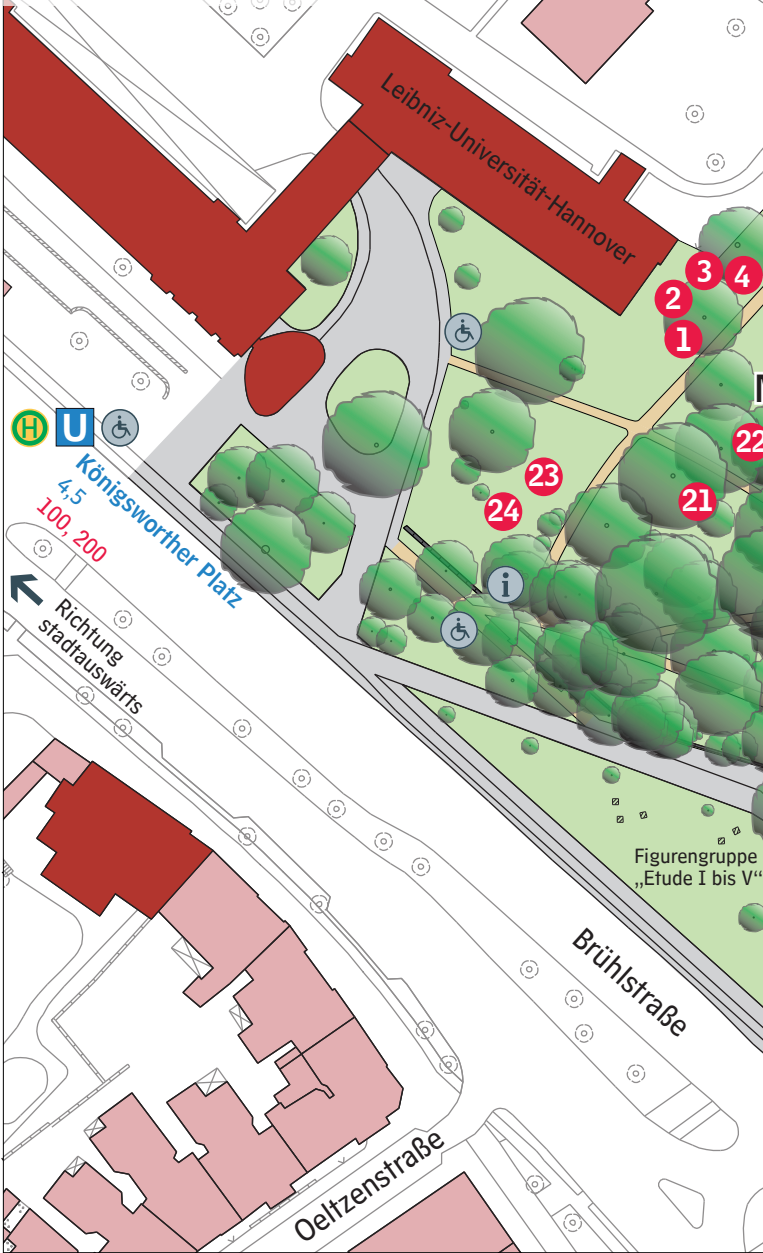 Leibniz-Universität-Hannover
3
4
2
1
M
22
H
U
23
21
24
Königsworther Platz
4,5
100, 200
i
Richtung
stadtauswärts
Figurengruppe
„Etude I bis V“
Brühlstraße
Oeltzenstraße